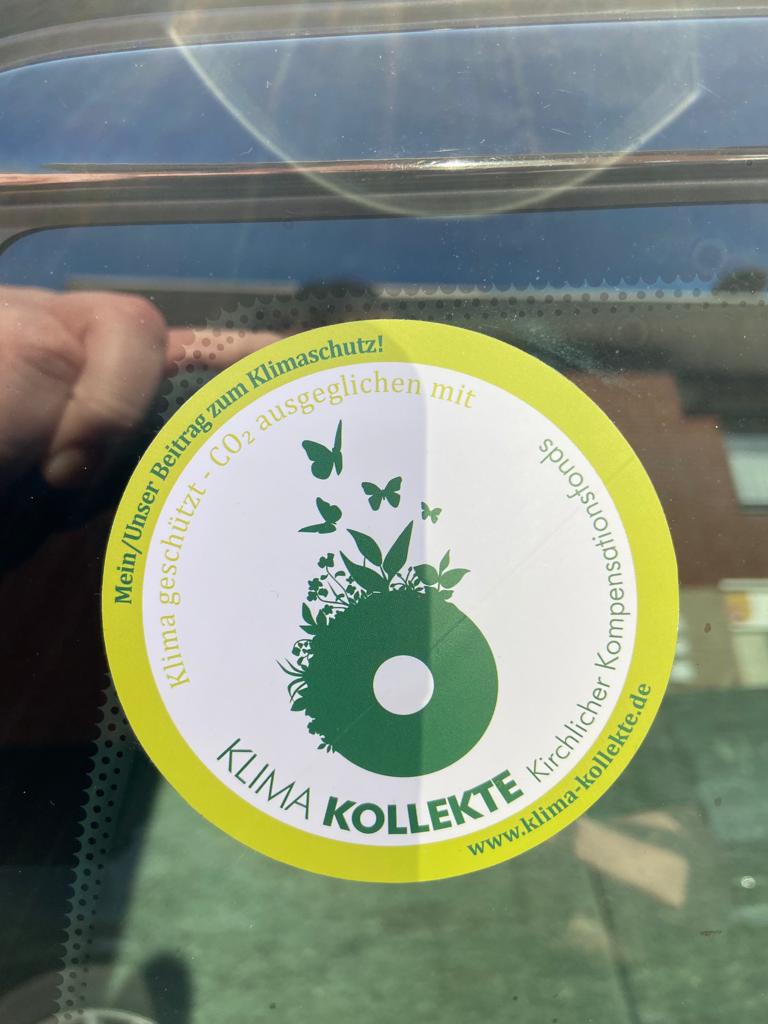 Mein/Unser Beitrag zum Klimaschutz!
Klima geschützt - CO₂ ausgeglichen mit
KLIMA KOLLEKTE Kirchlicher Kompensationsfonds
www.klima-kollekte.de